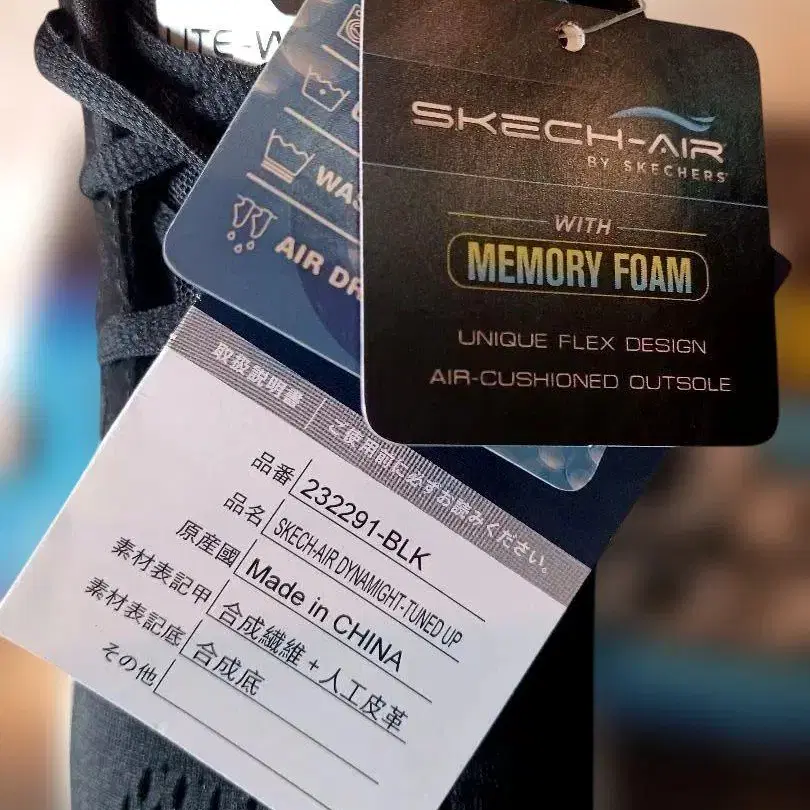 LITE-W
WAS
AIR DR
SKECH-AIR
BY SKECHERS
WITH
MEMORY FOAM
UNIQUE FLEX DESIGN
AIR-CUSHIONED OUTSOLE
取扱説明書 ご使用前に必ずお読みください。
品番 232291-BLK
品名 SKECH-AIR DYNAMIGHT-TUNED UP
原産國 Made in CHINA
素材表記甲 合成繊維+人工皮革
素材表記底 合成底
その他